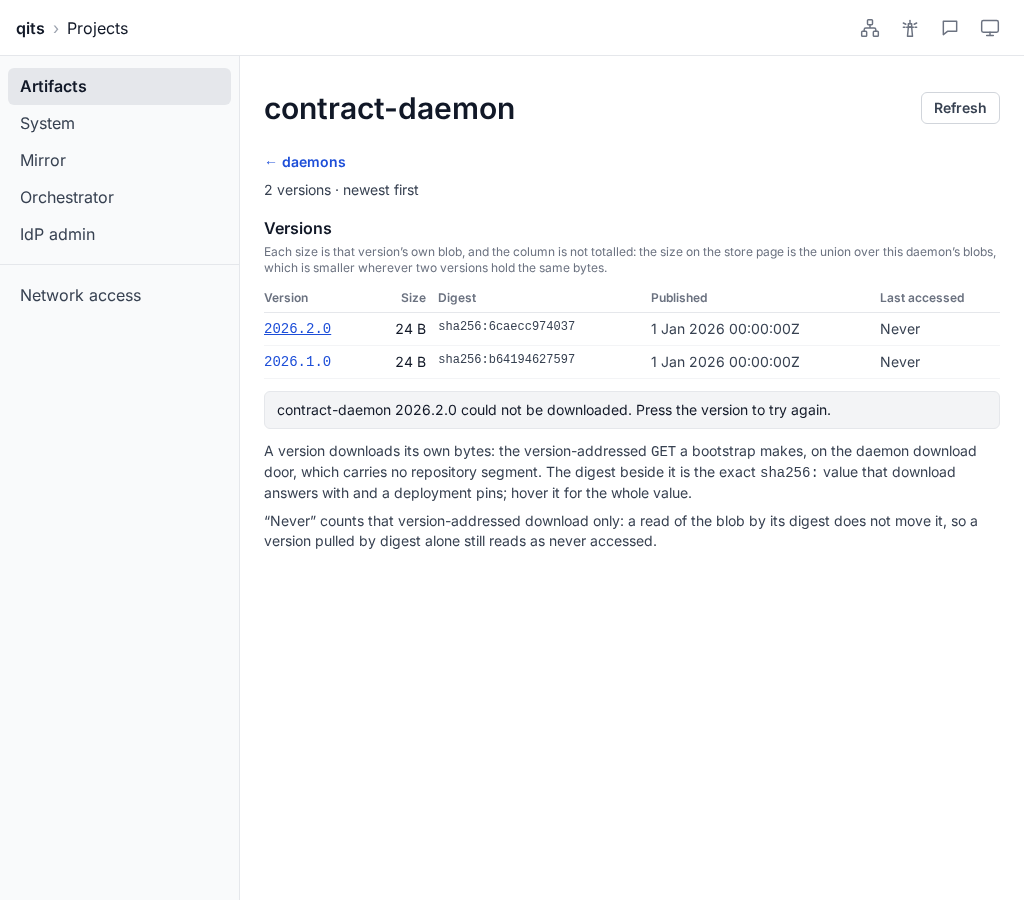 qits › Projects
Artifacts
System
Mirror
Orchestrator
IdP admin
Network access
contract-daemon
Refresh
← daemons
2 versions · newest first
Versions
Each size is that version’s own blob, and the column is not totalled: the size on the store page is the union over this daemon’s blobs,
which is smaller wherever two versions hold the same bytes.
Version Size Digest Published Last accessed
2026.2.0 24 B sha256:6caecc974037 1 Jan 2026 00:00:00Z Never
2026.1.0 24 B sha256:b64194627597 1 Jan 2026 00:00:00Z Never
contract-daemon 2026.2.0 could not be downloaded. Press the version to try again.
A version downloads its own bytes: the version-addressed GET a bootstrap makes, on the daemon download
door, which carries no repository segment. The digest beside it is the exact sha256: value that download
answers with and a deployment pins; hover it for the whole value.
“Never” counts that version-addressed download only: a read of the blob by its digest does not move it, so a
version pulled by digest alone still reads as never accessed.